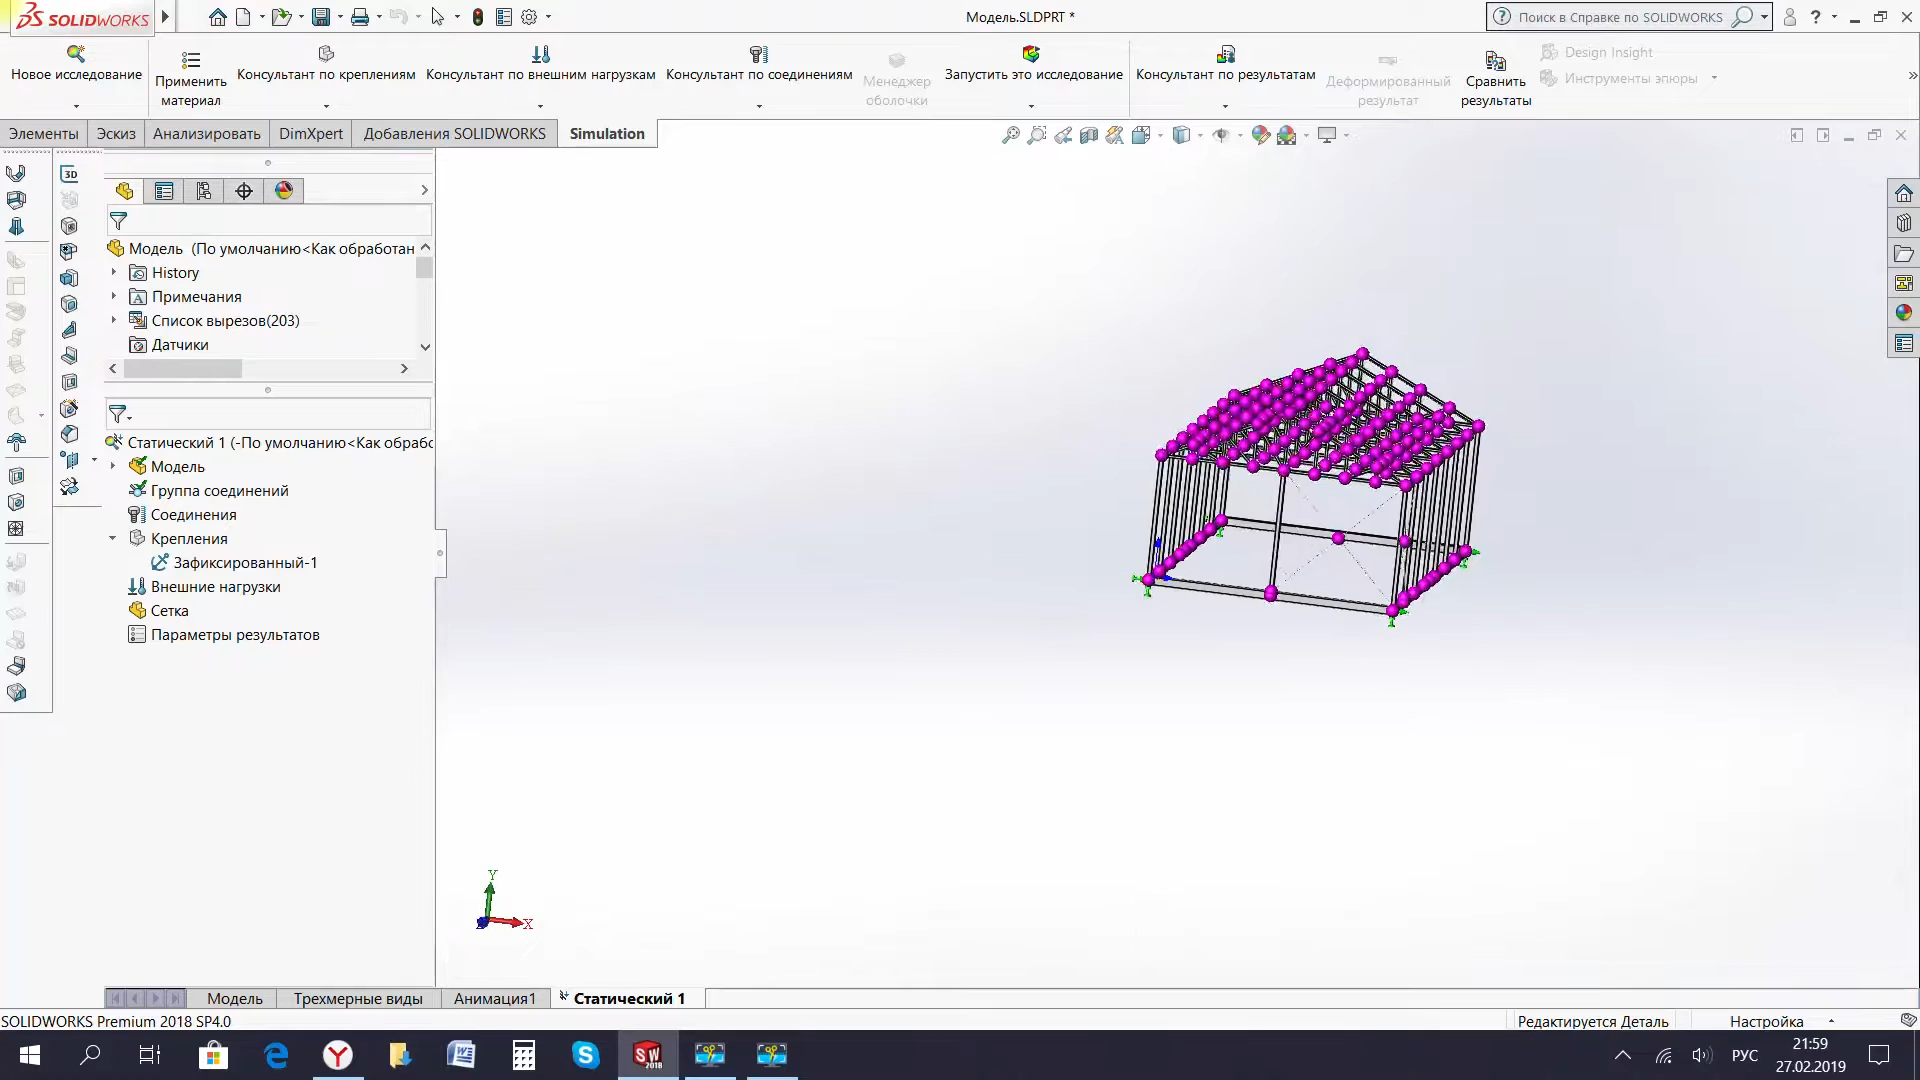 SOLIDWORKS
Модель.SLDPRT *
Поиск в Справке по SOLIDWORKS
Новое исследование
Применить
материал
Консультант по креплениям
Консультант по внешним нагрузкам
Консультант по соединениям
Менеджер
оболочки
Запустить это исследование
Консультант по результатам
Деформированный
результат
Сравнить
результаты
Design Insight
Инструменты эпюры
Элементы
Эскиз
Анализировать
DimXpert
Добавления SOLIDWORKS
Simulation
3D
Модель (По умолчанию<Как обработан
History
Примечания
Список вырезов(203)
Датчики
Статический 1 (-По умолчанию<Как обрабо
Модель
Группа соединений
Соединения
Крепления
Зафиксированный-1
Внешние нагрузки
Сетка
Параметры результатов
Y
X
Модель
Трехмерные виды
Анимация1
Статический 1
SOLIDWORKS Premium 2018 SP4.0
Редактируется Деталь
Настройка
SW
2018
РУС
21:59
27.02.2019